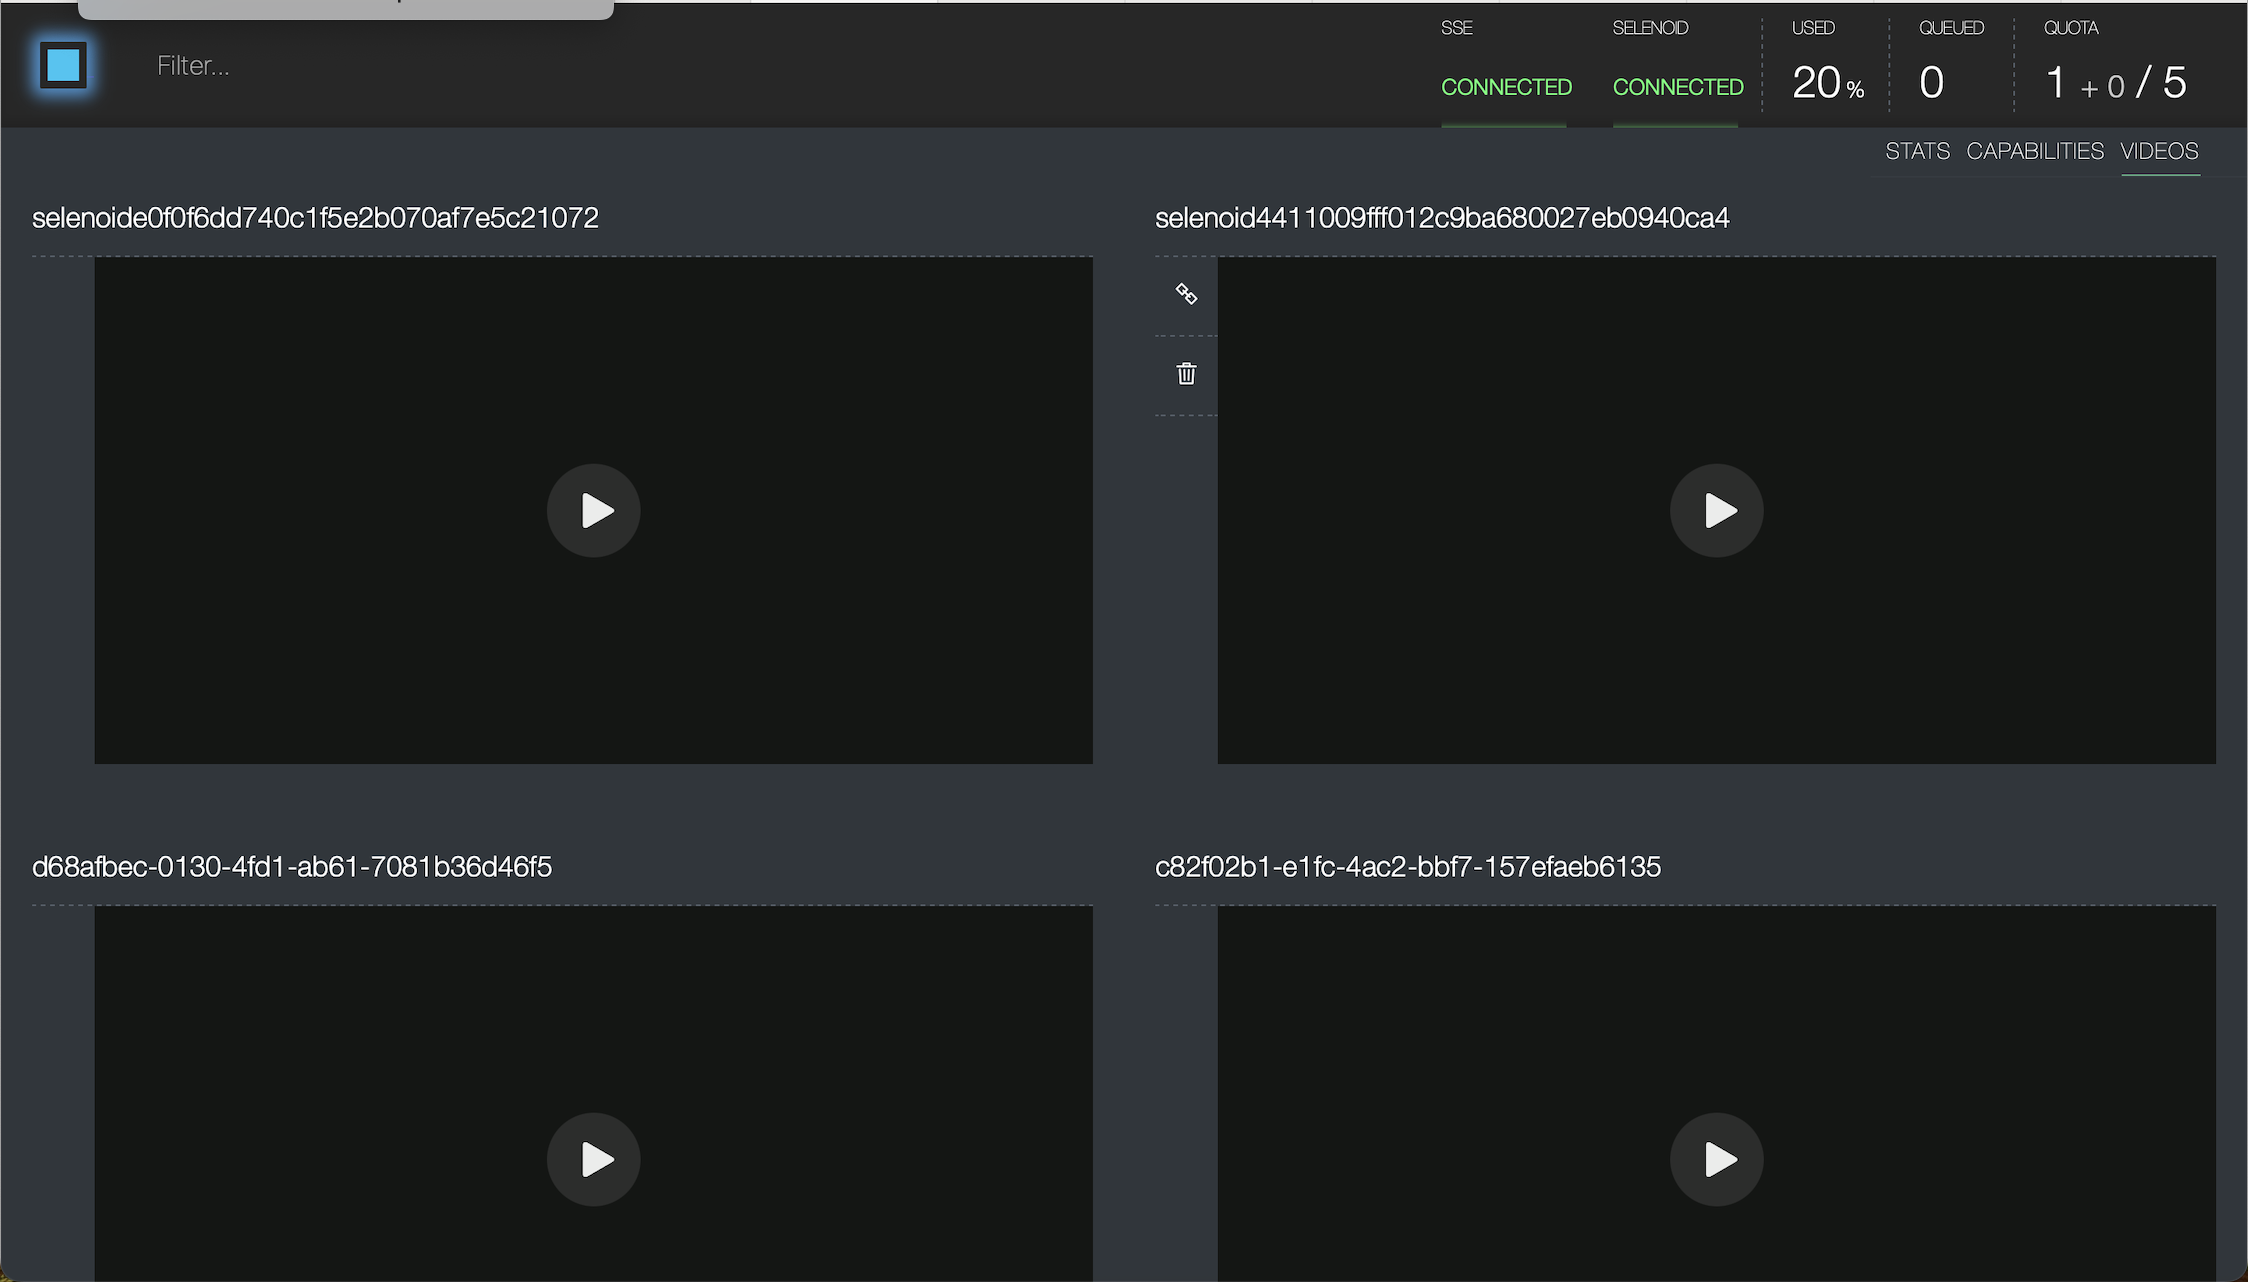 Filter...
SSE
CONNECTED
SELENOID
CONNECTED
USED
20 %
QUEUED
0
QUOTA
1 + 0 / 5
STATS CAPABILITIES VIDEOS
selenoide0f0f6dd740c1f5e2b070af7e5c21072
selenoid4411009fff012c9ba680027eb0940ca4
d68afbec-0130-4fd1-ab61-7081b36d46f5
c82f02b1-e1fc-4ac2-bbf7-157efaeb6135